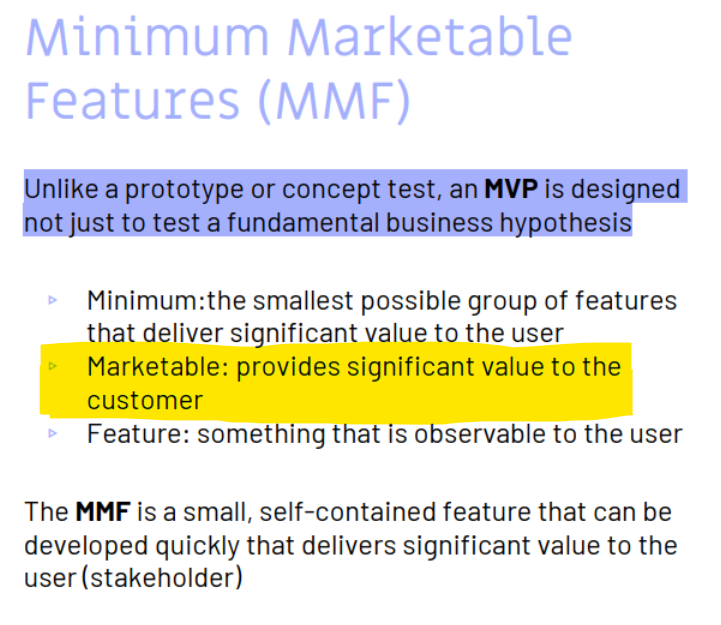 Minimum Marketable
Features (MMF)
Unlike a prototype or concept test, an MVP is designed
not just to test a fundamental business hypothesis
Minimum:the smallest possible group of features
that deliver significant value to the user
Marketable: provides significant value to the
customer
Feature: something that is observable to the user
The MMF is a small, self-contained feature that can be
developed quickly that delivers significant value to the
user (stakeholder)